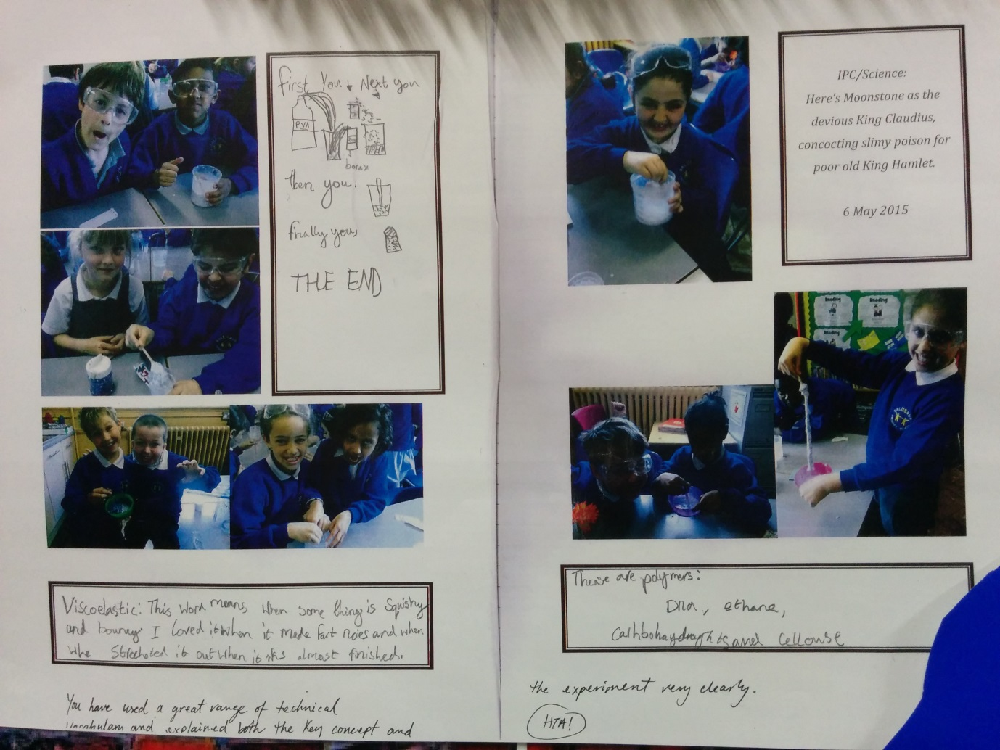 First You Next you
PVA
borax
then you,
finally you,
THE END
Viscoelastic: This word means, when some thing is Squishy
and bouncy I loved it when it made fart noies and when
whe Strechated it out when it was almost finished.
You have used a great range of technical
vocbulam and explained both the key concept and
IPC/Science:
Here's Moonstone as the
devious King Claudius,
concocting slimy poison for
poor old King Hamlet.
6 May 2015
Reading
Reading
Reading
These are polymers:
DNa, ethane,
and Cellouse
the experiment very clearly.
HTA!